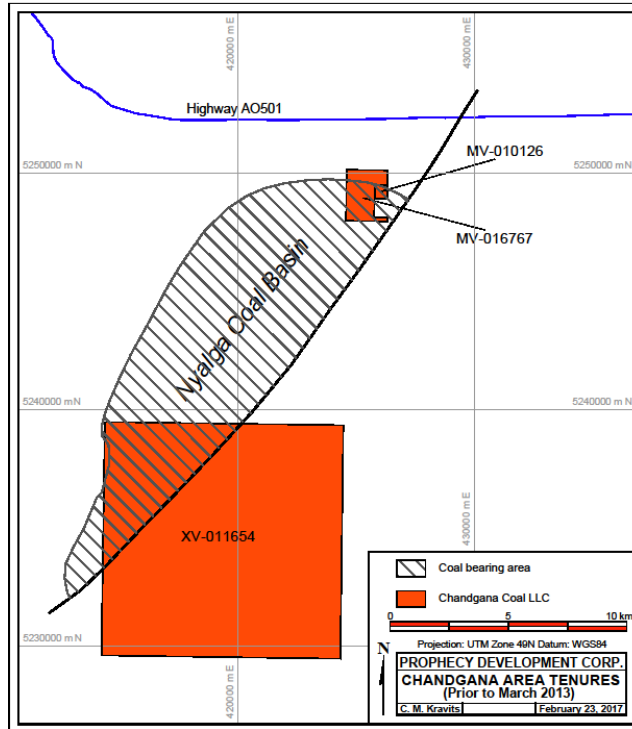 420000 m E
430000 m E
Highway AO501
MV-010126
5250000 m N
5250000 m N
MV-016767
Nyalga Coal Basin
5240000 m N
5240000 m N
XV-011654
430000 m E
Coal bearing area
Chandgana Coal LLC
0 5 10 km
5230000 m N
420000 m E
N
Projection: UTM Zone 49N Datum: WGS84
PROPHECY DEVELOPMENT CORP.
CHANDGANA AREA TENURES
(Prior to March 2013)
C. M. Kravits February 23, 2017